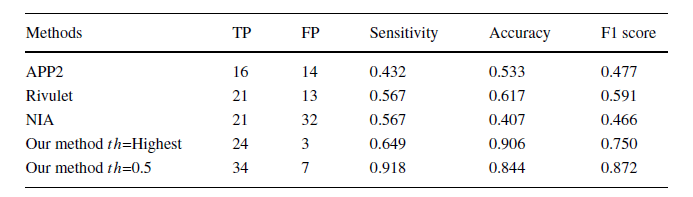 Methods TP FP Sensitivity Accuracy F1 score
APP2 16 14 0.432 0.533 0.477
Rivulet 21 13 0.567 0.617 0.591
NIA 21 32 0.567 0.407 0.466
Our method th=Highest 24 3 0.649 0.906 0.750
Our method th=0.5 34 7 0.918 0.844 0.872